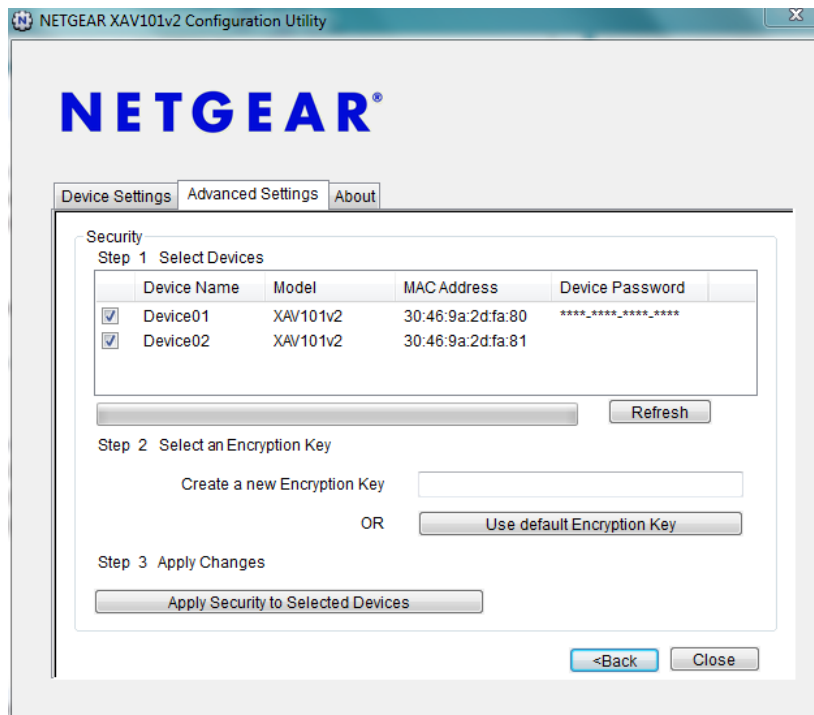 NETGEAR XAV101v2 Configuration Utility
NETGEAR®
Device Settings Advanced Settings About
Security
Step 1 Select Devices
Device Name Model MAC Address Device Password
Device01 XAV101v2 30:46:9a:2d:fa:80 ****-****-****-****
Device02 XAV101v2 30:46:9a:2d:fa:81
Refresh
Step 2 Select an Encryption Key
Create a new Encryption Key
OR Use default Encryption Key
Step 3 Apply Changes
Apply Security to Selected Devices
<Back Close